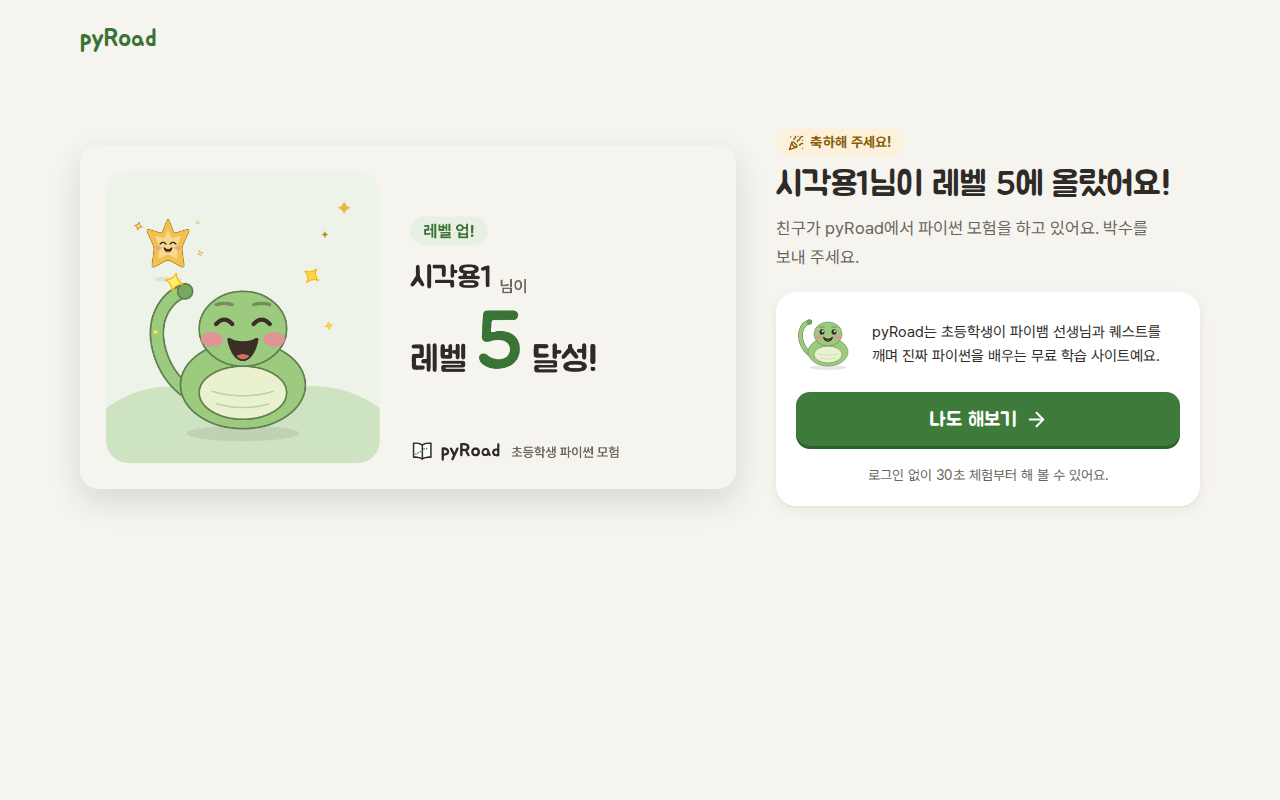 pyRoad
레벨 업!
시각용1 님이
레벨 5 달성!
pyRoad 초등학생 파이썬 모험
축하해 주세요!
시각용1님이 레벨 5에 올랐어요!
친구가 pyRoad에서 파이썬 모험을 하고 있어요. 박수를
보내 주세요.
pyRoad는 초등학생이 파이뱀 선생님과 퀘스트를
깨며 진짜 파이썬을 배우는 무료 학습 사이트예요.
나도 해보기 →
로그인 없이 30초 체험부터 해 볼 수 있어요.